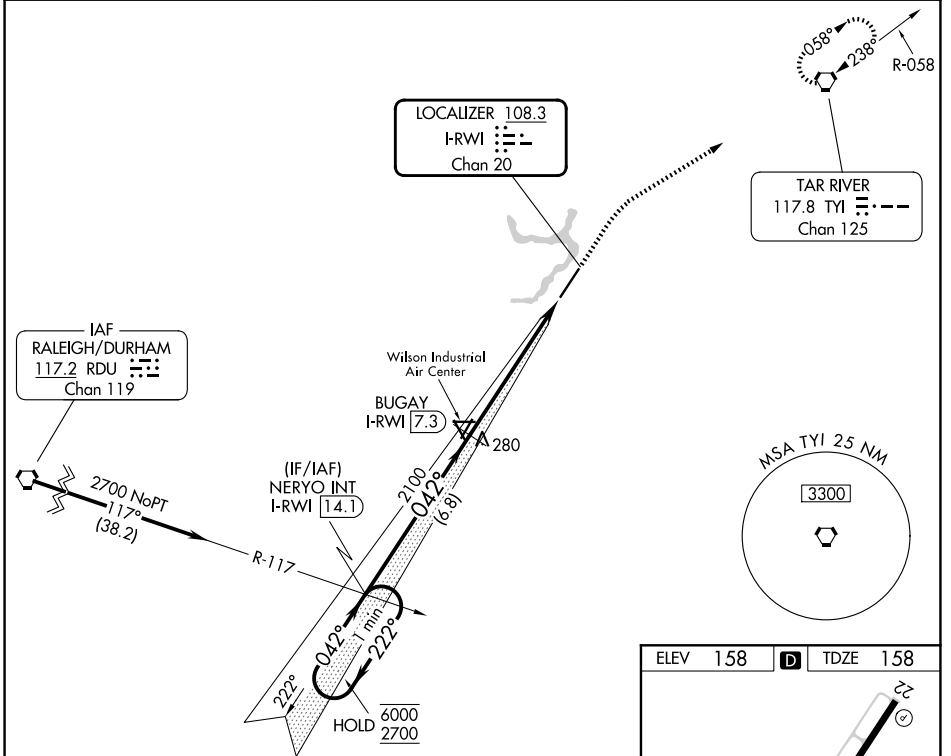 058°
238°
R-058
LOCALIZER 108.3
I-RWI
Chan 20
TAR RIVER
117.8 TYI
Chan 125
IAF
RALEIGH/DURHAM
117.2 RDU
Chan 119
Wilson Industrial
Air Center
BUGAY
I-RWI 7.3
280
2700 NoPT
117°
(38.2)
(IF/IAF)
NERYO INT
I-RWI 14.1
2100
042°
(6.8)
R-117
MSA TYI 25 NM
3300
042°
1 min
222°
222°
HOLD 6000
2700
ELEV 158 D TDZE 158
22
P